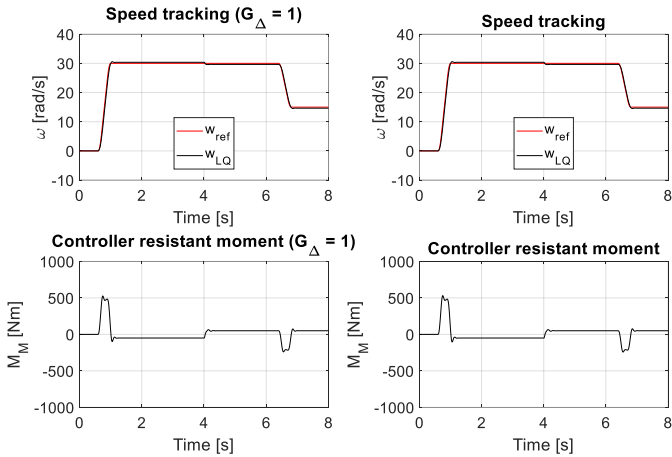 Speed tracking (G_Δ = 1)
40
30
20
10
0
-10
ω [rad/s]
w_ref
w_LQ
0 2 4 6 8
Time [s]
Speed tracking
40
30
20
10
0
-10
ω [rad/s]
w_ref
w_LQ
0 2 4 6 8
Time [s]
Controller resistant moment (G_Δ = 1)
1000
500
0
-500
-1000
M_M [Nm]
0 2 4 6 8
Time [s]
Controller resistant moment
1000
500
0
-500
-1000
M_M [Nm]
0 2 4 6 8
Time [s]